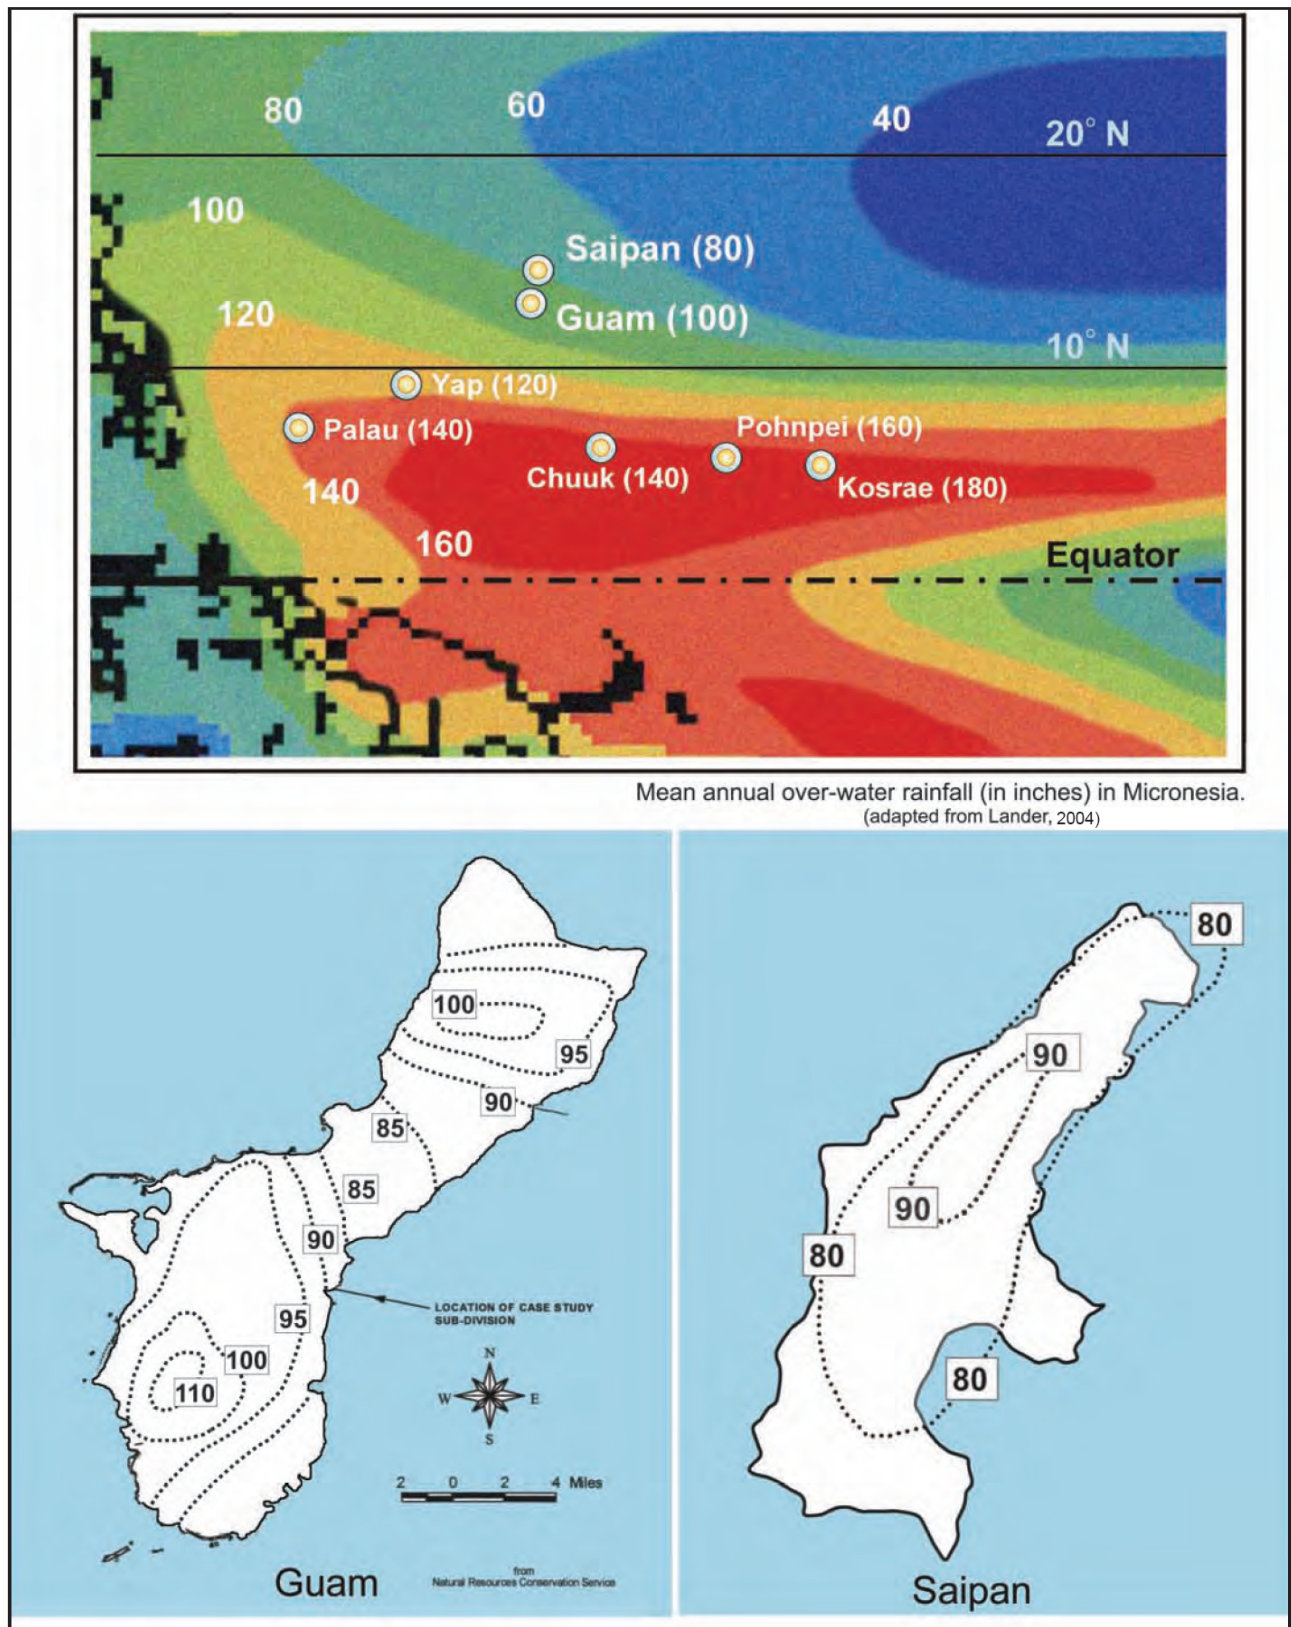 80
60
40
20° N
100
Saipan (80)
120
Guam (100)
10° N
Yap (120)
Palau (140)
Pohnpei (160)
Chuuk (140)
Kosrae (180)
140
160
Equator
Mean annual over-water rainfall (in inches) in Micronesia.
(adapted from Lander, 2004)
100
95
90
85
85
90
95
100
110
LOCATION OF CASE STUDY
SUB-DIVISION
N
W E
S
2 0 2 4 Miles
from
Natural Resources Conservation Service
Guam
80
90
90
80
80
Saipan